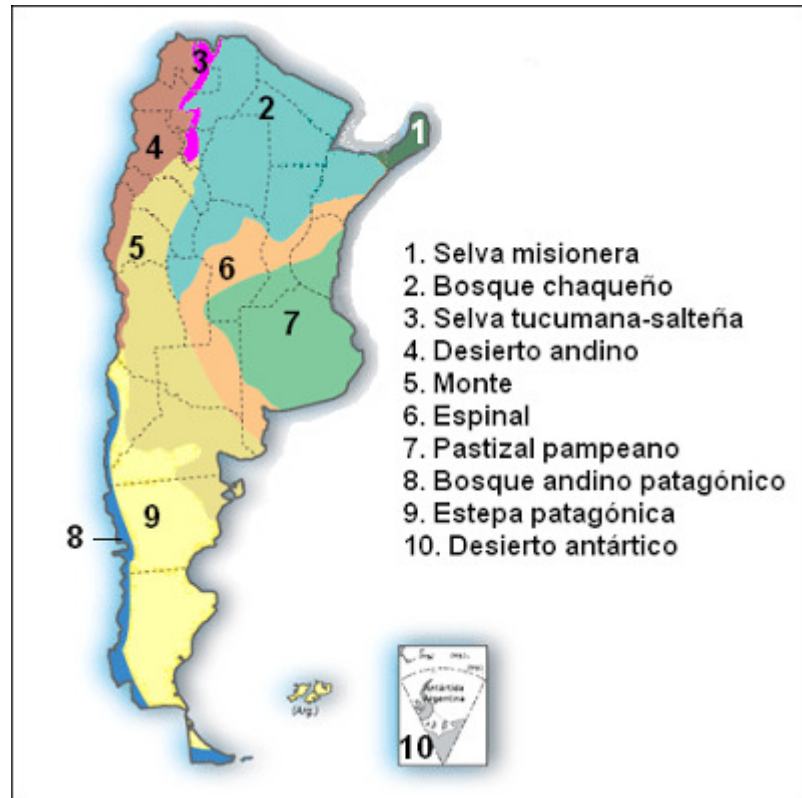 3
2
1
4
5
6
7
9
8
1. Selva misionera
2. Bosque chaqueño
3. Selva tucumana-salteña
4. Desierto andino
5. Monte
6. Espinal
7. Pastizal pampeano
8. Bosque andino patagónico
9. Estepa patagónica
10. Desierto antártico
(Arg.)
Antártida
Argentina
10